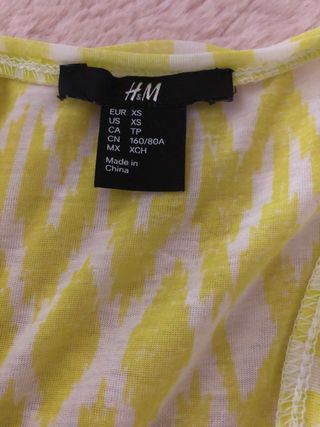 H&M
EUR XS
US XS
CA TP
CN 160/80A
MX XCH
Made in
China